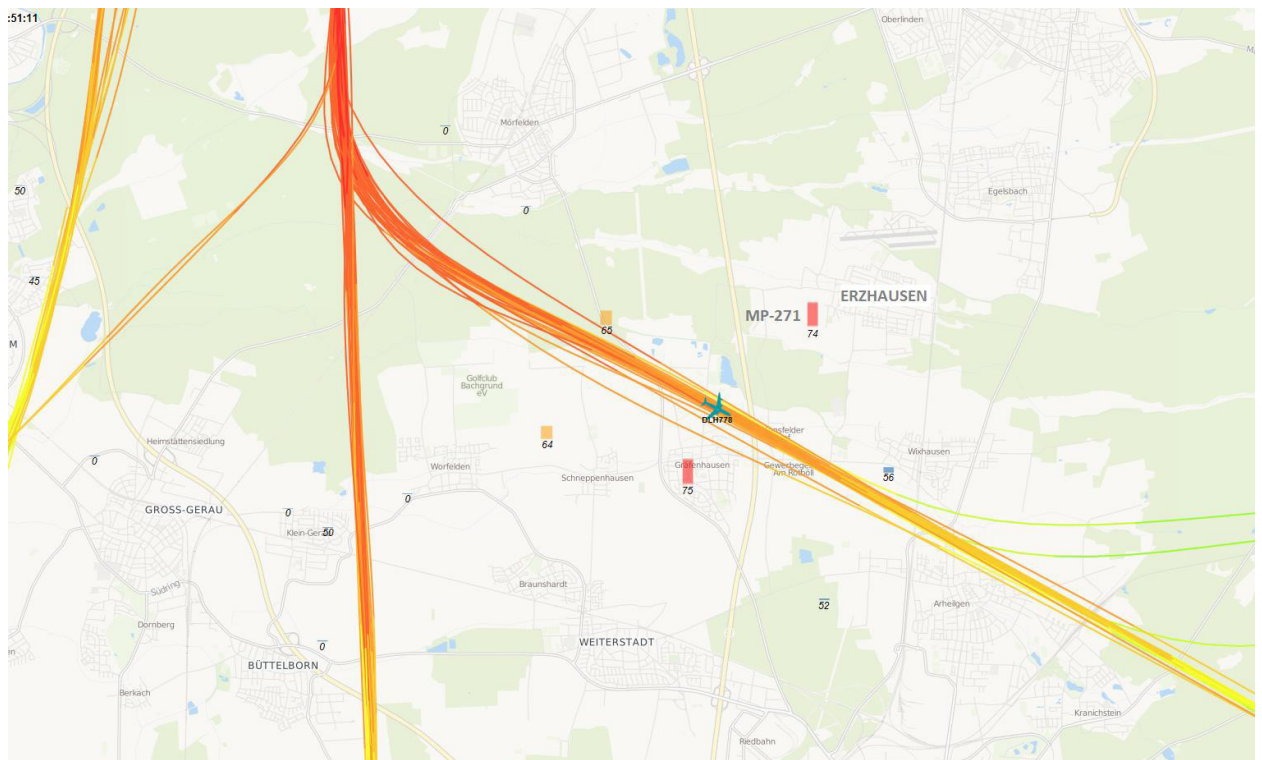 :51:11
Oberlinden
Mörfelden
0
50
Egelsbach
0
45
ERZHAUSEN
MP-271
65
74
M
Golfclub
Bachgrund
eV
DLH778
Heimstättensiedlung
64
Wixhausen
0
Worfelden
Gräfenhausen
Am Rotböll
Schneppenhausen
56
75
0
GROSS-GERAU
0
Klein-Gerau
50
Südring
Braunshardt
52
Arheilgen
Dornberg
WEITERSTADT
0
BÜTTELBORN
Berkach
Kranichstein
Riedbahn